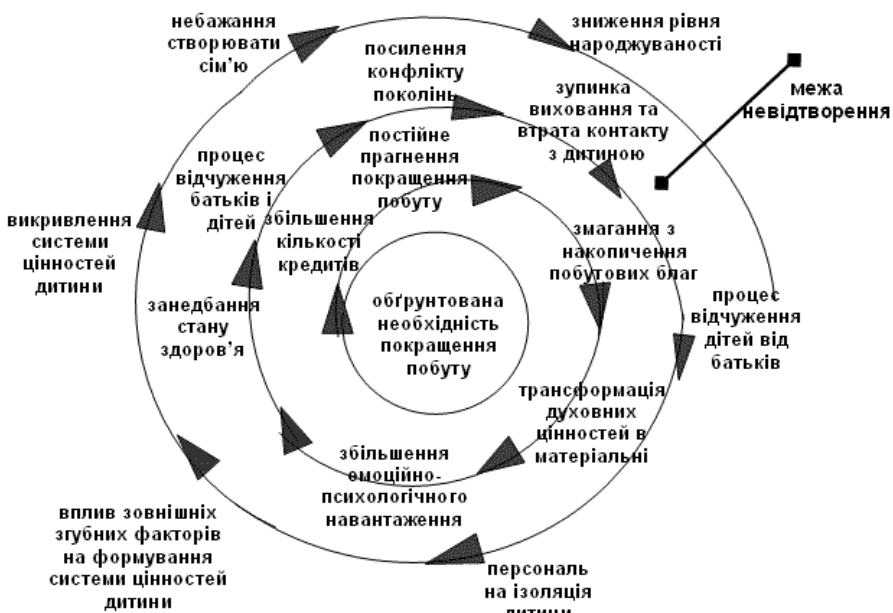 небажання
створювати
сім'ю
зниження рівня
народжуваності
посилення
конфлікту
поколінь
зупинка
виховання та
втрата контакту
з дитиною
межа
невідтворення
постійне
прагнення
покращення
побуту
процес
відчуження
батьків і
дітей
збільшення
кількості
кредитів
викривлення
системи
цінностей
дитини
змагання з
накопичення
побутових благ
занедбання
стану
здоров'я
обґрунтована
необхідність
покращення
побуту
процес
відчуження
дітей від
батьків
трансформація
духовних
цінностей в
матеріальні
збільшення
емоційно-
психологічного
навантаження
вплив зовнішніх
згубних факторів
на формування
системи цінностей
дитини
персональ
на ізоляція
дитини